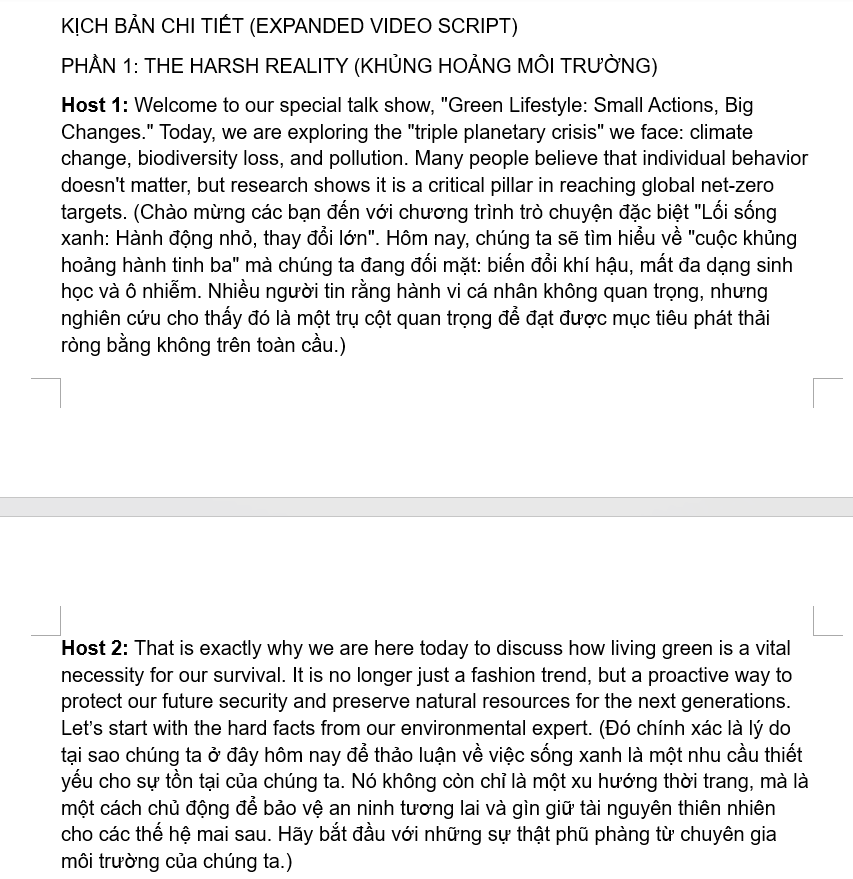 KỊCH BẢN CHI TIẾT (EXPANDED VIDEO SCRIPT)
PHẦN 1: THE HARSH REALITY (KHỦNG HOẢNG MÔI TRƯỜNG)
Host 1: Welcome to our special talk show, "Green Lifestyle: Small Actions, Big
Changes." Today, we are exploring the "triple planetary crisis" we face: climate
change, biodiversity loss, and pollution. Many people believe that individual behavior
doesn't matter, but research shows it is a critical pillar in reaching global net-zero
targets. (Chào mừng các bạn đến với chương trình trò chuyện đặc biệt "Lối sống
xanh: Hành động nhỏ, thay đổi lớn". Hôm nay, chúng ta sẽ tìm hiểu về "cuộc khủng
hoảng hành tinh ba" mà chúng ta đang đối mặt: biến đổi khí hậu, mất đa dạng sinh
học và ô nhiễm. Nhiều người tin rằng hành vi cá nhân không quan trọng, nhưng
nghiên cứu cho thấy đó là một trụ cột quan trọng để đạt được mục tiêu phát thải
ròng bằng không trên toàn cầu.)
Host 2: That is exactly why we are here today to discuss how living green is a vital
necessity for our survival. It is no longer just a fashion trend, but a proactive way to
protect our future security and preserve natural resources for the next generations.
Let’s start with the hard facts from our environmental expert. (Đó chính xác là lý do
tại sao chúng ta ở đây hôm nay để thảo luận về việc sống xanh là một nhu cầu thiết
yếu cho sự tồn tại của chúng ta. Nó không còn chỉ là một xu hướng thời trang, mà là
một cách chủ động để bảo vệ an ninh tương lai và gìn giữ tài nguyên thiên nhiên
cho các thế hệ mai sau. Hãy bắt đầu với những sự thật phũ phàng từ chuyên gia
môi trường của chúng ta.)